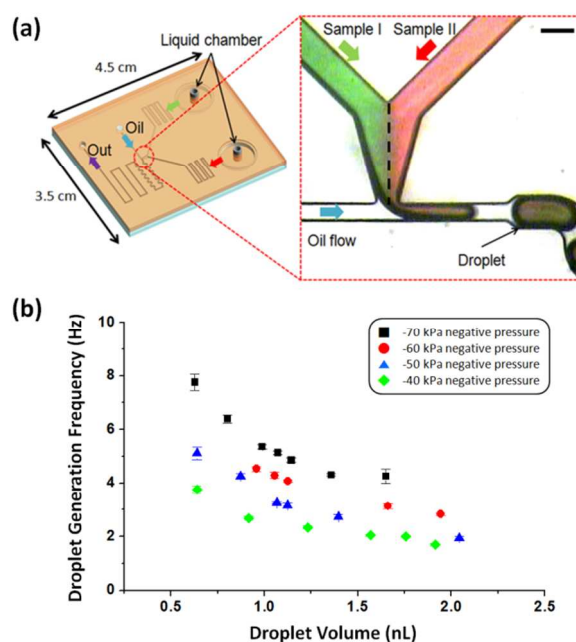 (a)
Liquid chamber
4.5 cm
Oil
Out
3.5 cm
Sample I
Sample II
Oil flow
Droplet
(b)
Droplet Generation Frequency (Hz)
10
8
6
4
2
0
-70 kPa negative pressure
-60 kPa negative pressure
-50 kPa negative pressure
-40 kPa negative pressure
0.5
1.0
1.5
2.0
2.5
Droplet Volume (nL)